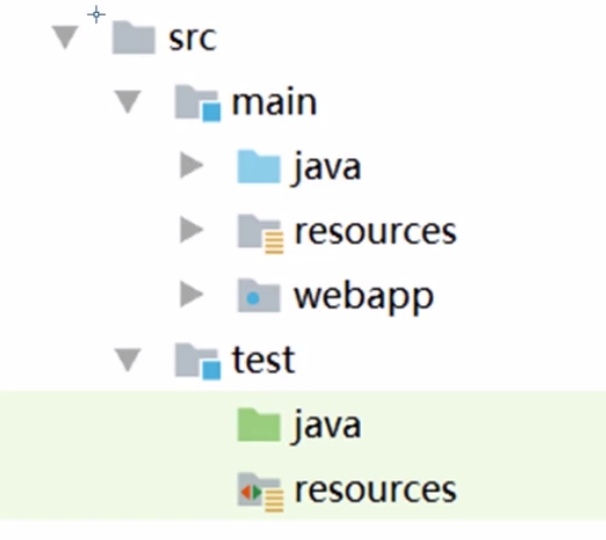 src
main
java
resources
webapp
test
java
resources